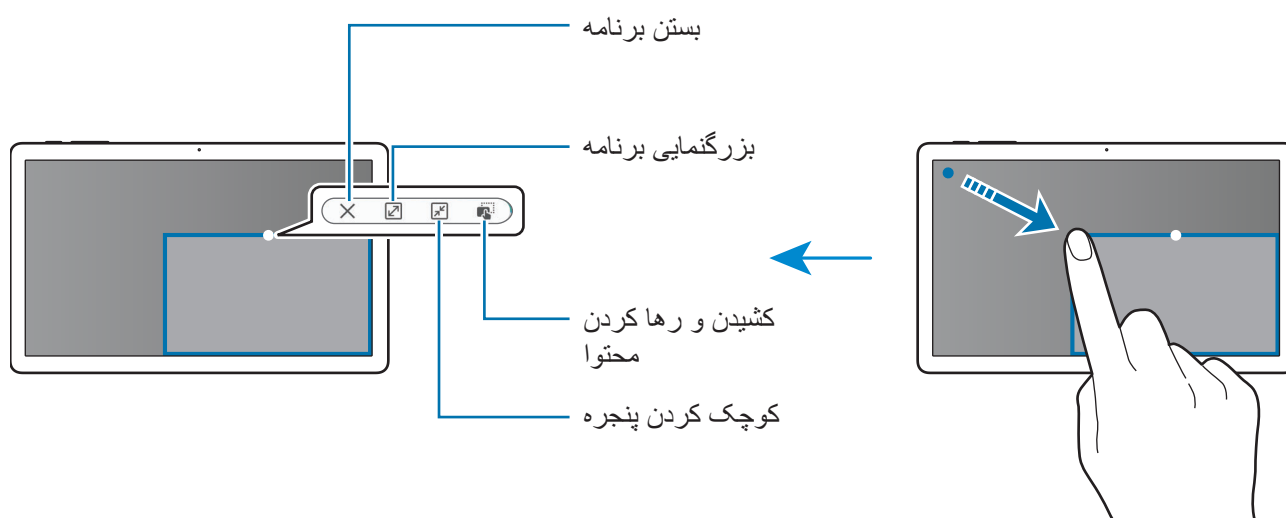 بستن برنامه
بزرگنمایی برنامه
کشیدن و رها کردن
محتوا
کوچک کردن پنجره